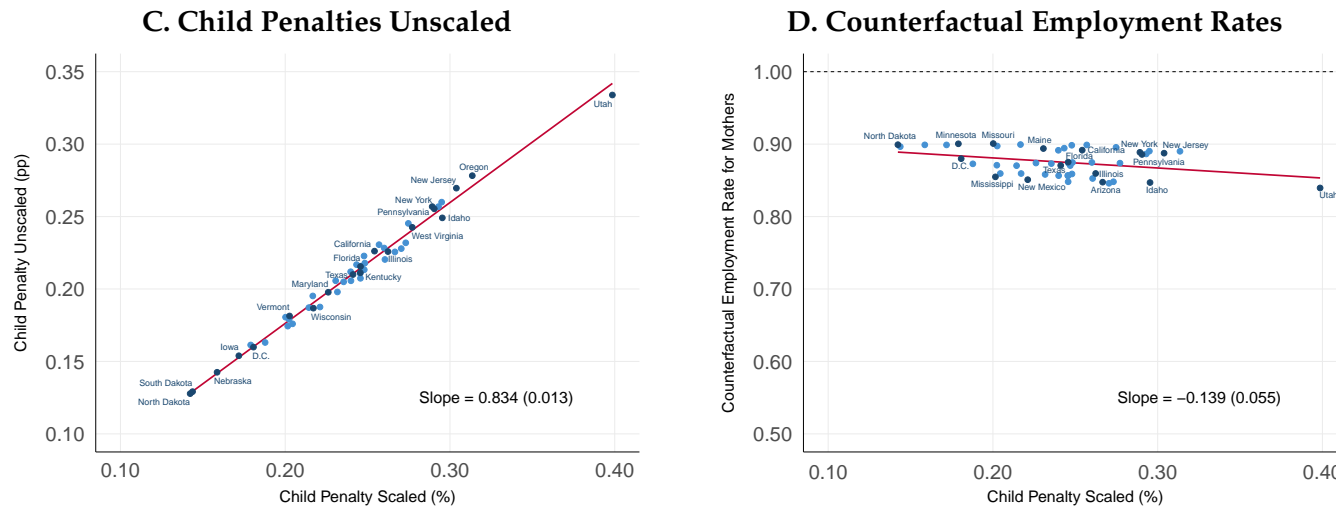 C. Child Penalties Unscaled
Child Penalty Unscaled (pp)
0.35
0.30
0.25
0.20
0.15
0.10
Utah
Oregon
New Jersey
New York
Pennsylvania
Idaho
West Virginia
California
Florida
Illinois
Texas
Kentucky
Maryland
Vermont
Wisconsin
Iowa
D.C.
South Dakota
Nebraska
North Dakota
Slope = 0.834 (0.013)
0.10 0.20 0.30 0.40
Child Penalty Scaled (%)
D. Counterfactual Employment Rates
Counterfactual Employment Rate for Mothers
1.00
0.90
0.80
0.70
0.60
0.50
North Dakota
Minnesota
Missouri
Maine
New York
New Jersey
California
Florida
D.C.
Texas
Pennsylvania
Illinois
Mississippi
New Mexico
Arizona
Idaho
Utah
Slope = −0.139 (0.055)
0.10 0.20 0.30 0.40
Child Penalty Scaled (%)